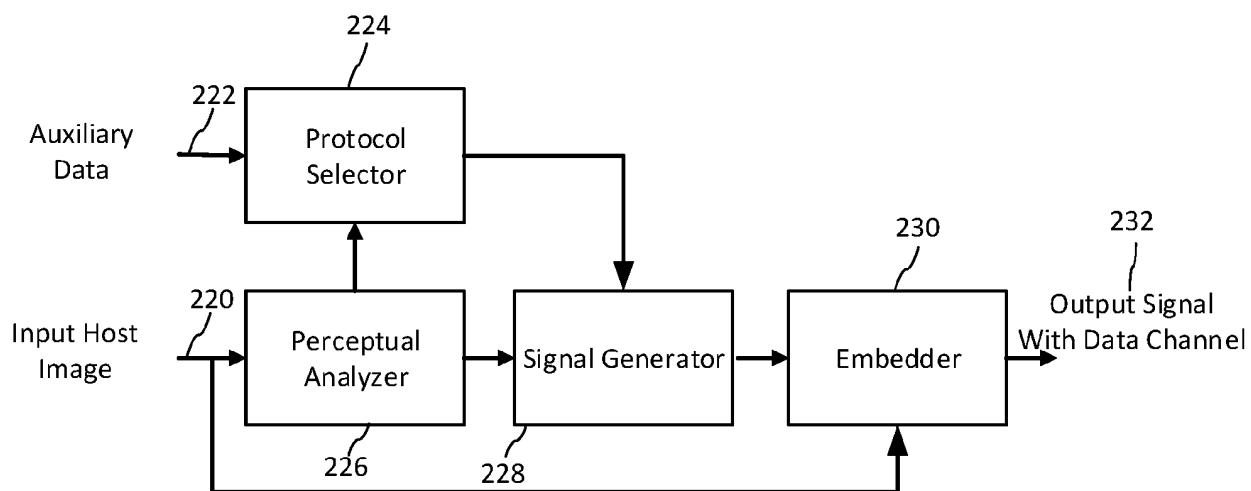 224
222
Auxiliary
Data
Protocol
Selector
220
Input Host
Image
Perceptual
Analyzer
226
Signal Generator
228
230
Embedder
232
Output Signal
With Data Channel